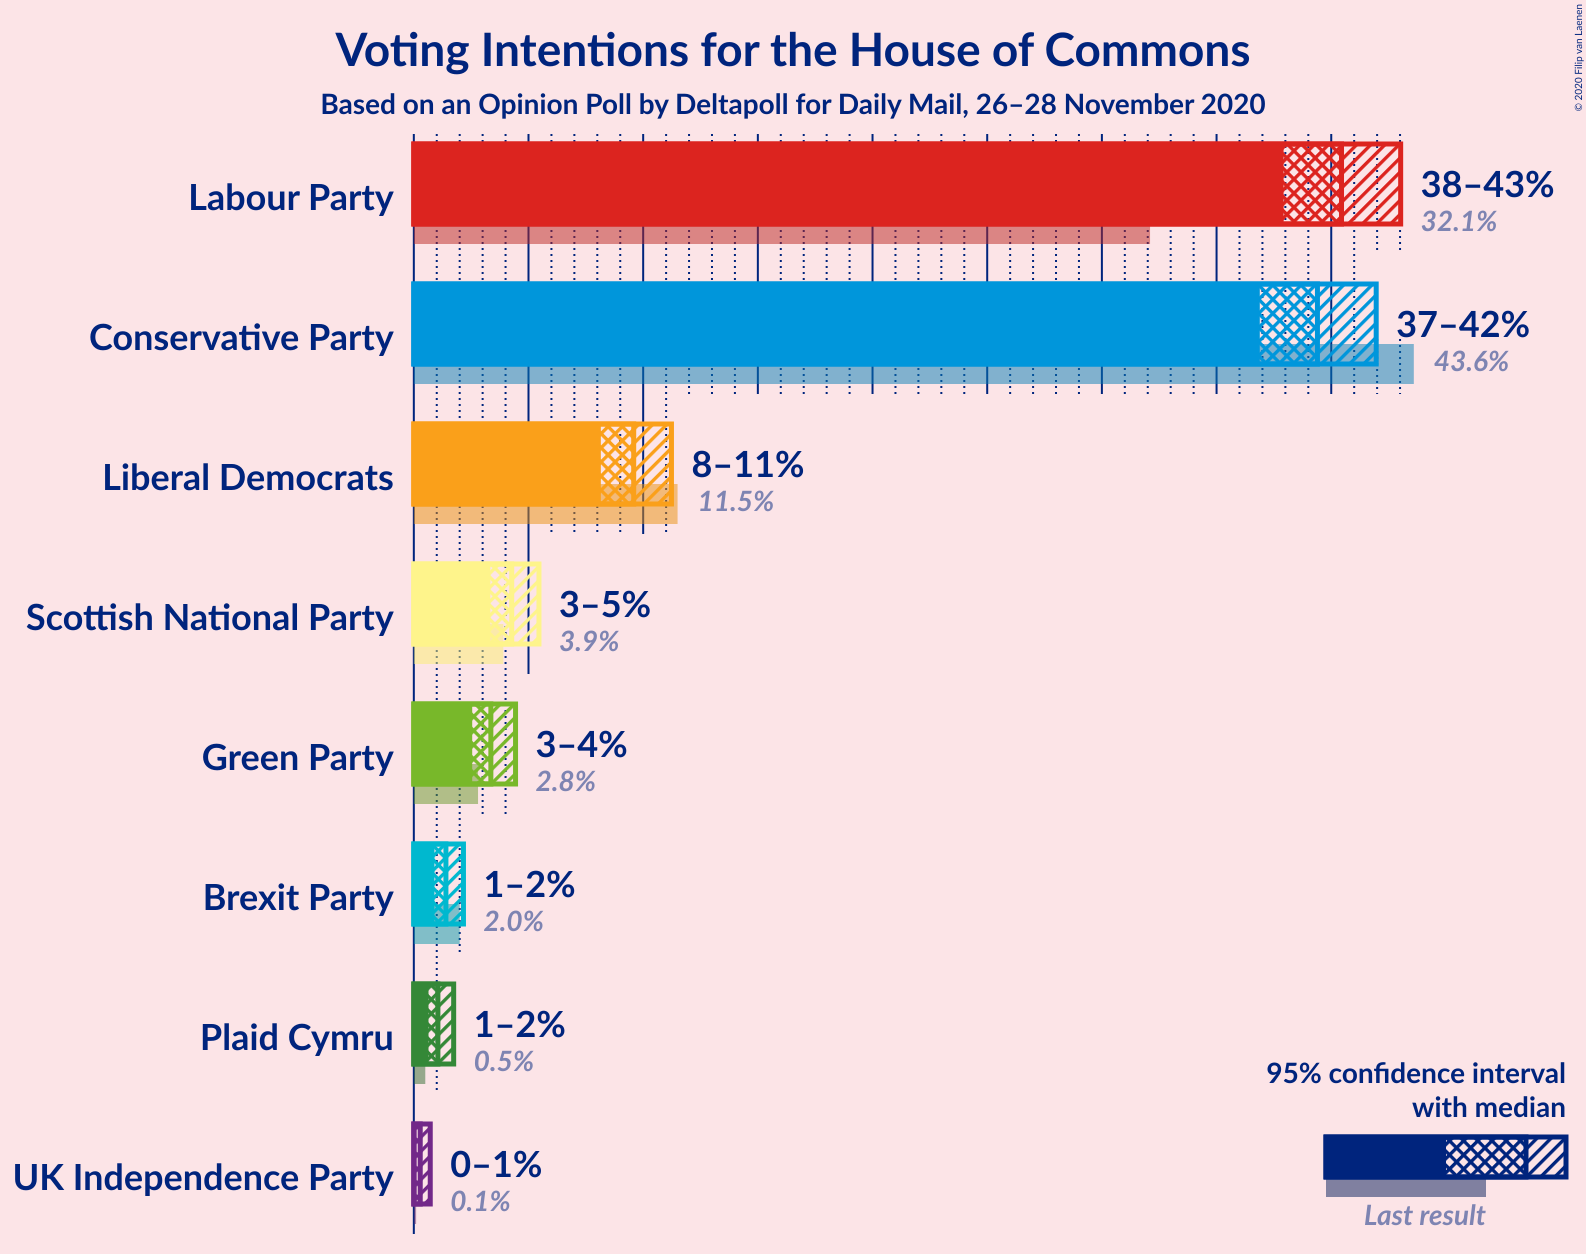 Voting Intentions for the House of Commons
Based on an Opinion Poll by Deltapoll for Daily Mail, 26–28 November 2020
© 2020 Filip van Laenen
Labour Party
38–43%
32.1%
Conservative Party
37–42%
43.6%
Liberal Democrats
8–11%
11.5%
Scottish National Party
3–5%
3.9%
Green Party
3–4%
2.8%
Brexit Party
1–2%
2.0%
Plaid Cymru
1–2%
0.5%
UK Independence Party
0–1%
0.1%
95% confidence interval
with median
Last result